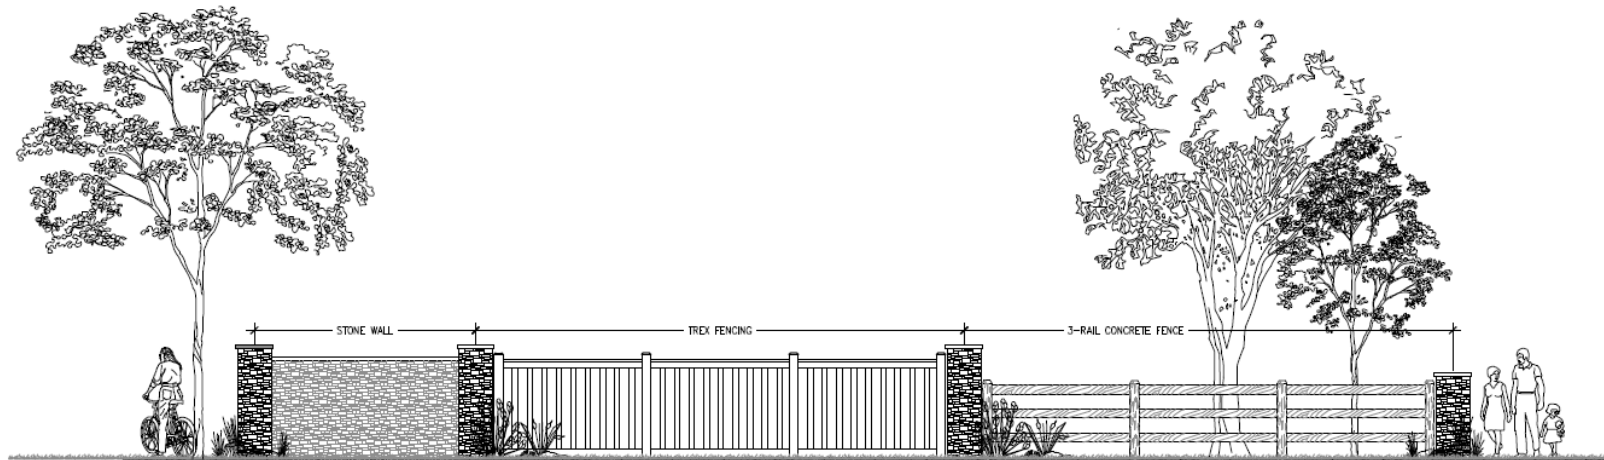 STONE WALL
TREX FENCING
3-RAIL CONCRETE FENCE